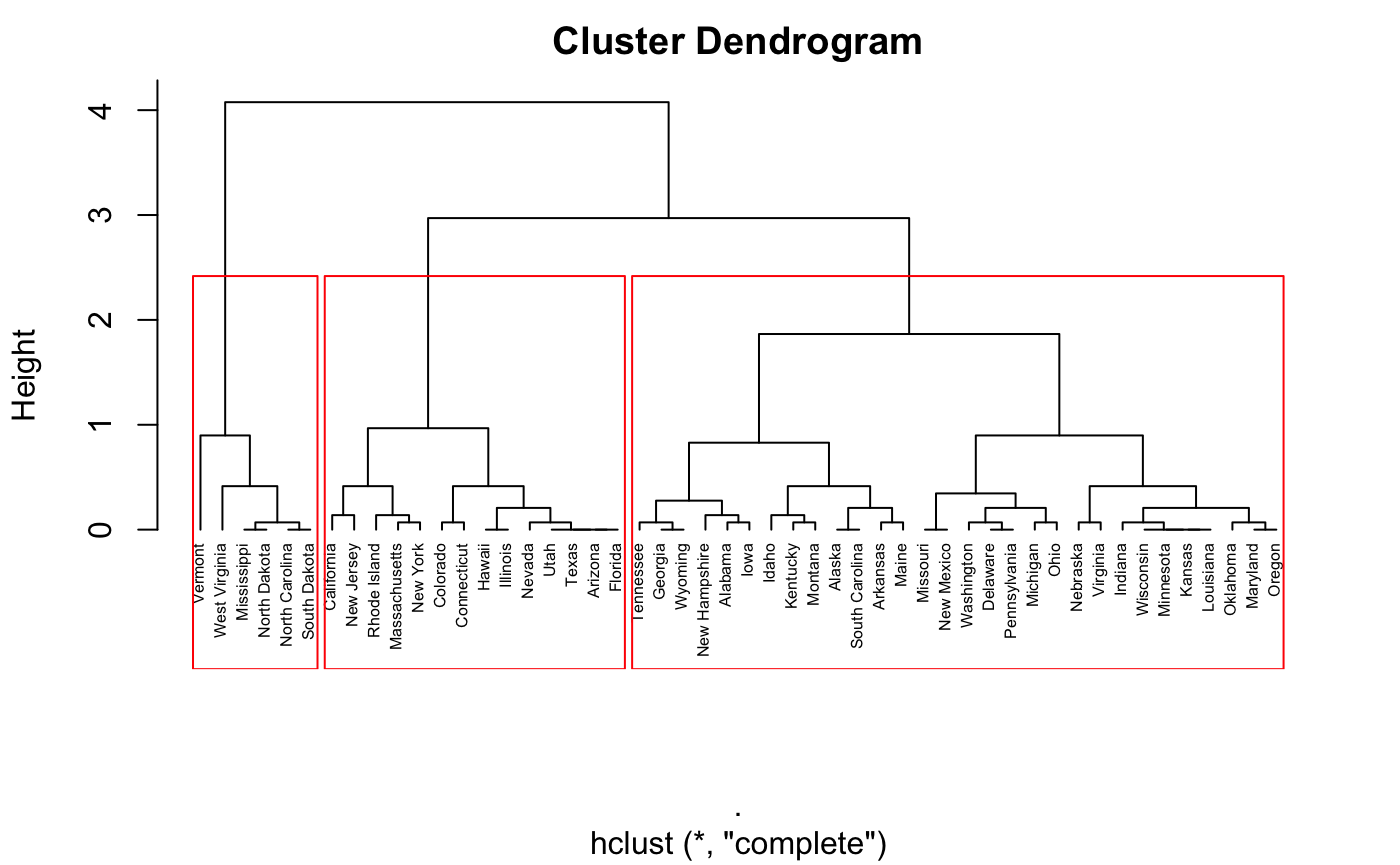 Cluster Dendrogram
Height
4
3
2
1
0
Vermont
West Virginia
Mississippi
North Dakota
North Carolina
South Dakota
California
New Jersey
Rhode Island
Massachusetts
New York
Colorado
Connecticut
Hawaii
Illinois
Nevada
Utah
Texas
Arizona
Florida
Tennessee
Georgia
Wyoming
New Hampshire
Alabama
Iowa
Idaho
Kentucky
Montana
Alaska
South Carolina
Arkansas
Maine
Missouri
New Mexico
Washington
Delaware
Pennsylvania
Michigan
Ohio
Nebraska
Virginia
Indiana
Wisconsin
Minnesota
Kansas
Louisiana
Oklahoma
Maryland
Oregon
.
hclust (*, "complete")